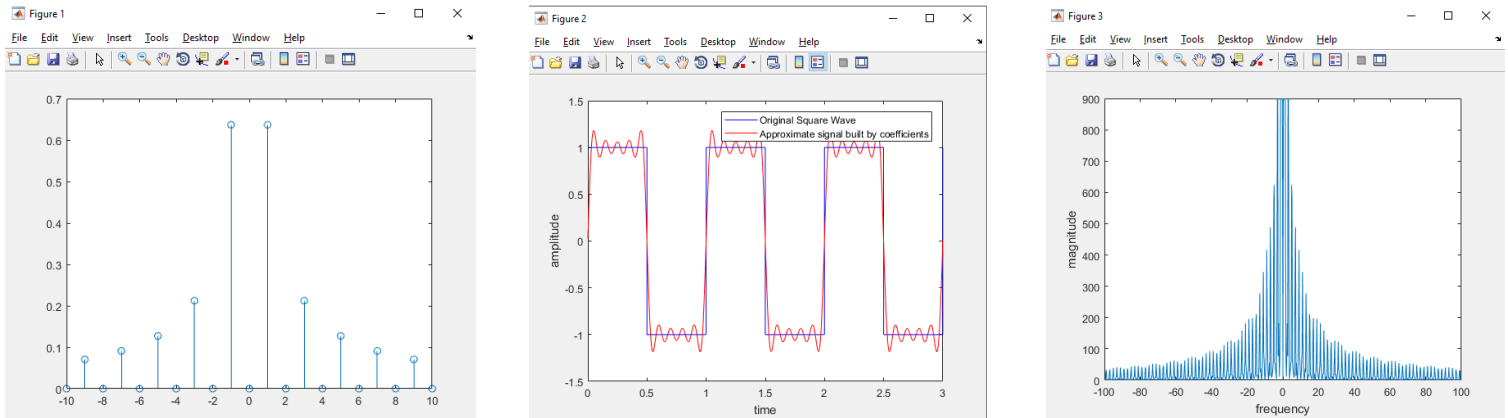 Figure 1
File Edit View Insert Tools Desktop Window Help
0.7
0.6
0.5
0.4
0.3
0.2
0.1
0
-10 -8 -6 -4 -2 0 2 4 6 8 10
Figure 2
File Edit View Insert Tools Desktop Window Help
Original Square Wave
Approximate signal built by coefficients
1.5
1
0.5
0
-0.5
-1
-1.5
amplitude
0 0.5 1 1.5 2 2.5 3
time
Figure 3
File Edit View Insert Tools Desktop Window Help
900
800
700
600
500
400
300
200
100
0
magnitude
-100 -80 -60 -40 -20 0 20 40 60 80 100
frequency